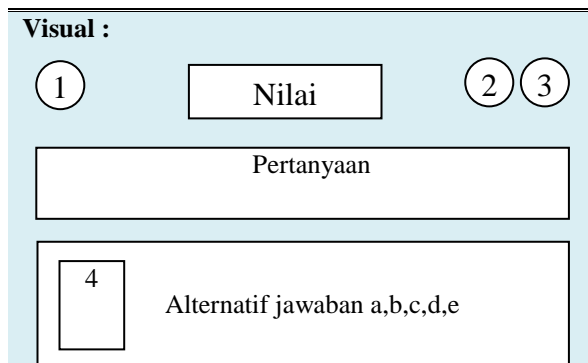 Visual :
1 Nilai 2 3
Pertanyaan
4
Alternatif jawaban a,b,c,d,e